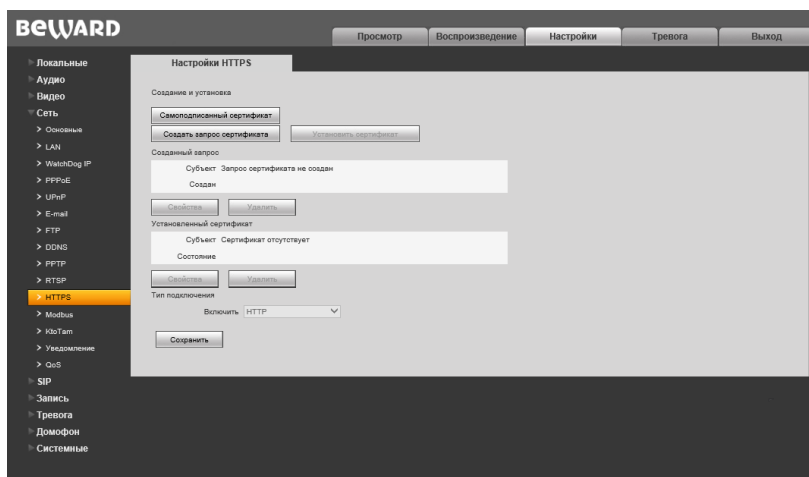 BEWARD
Просмотр Воспроизведение Настройки Тревога Выход
Локальные
Аудио
Видео
Сеть
Основные
LAN
WatchDog IP
PPPoE
UPnP
E-mail
FTP
DDNS
PPTP
RTSP
HTTPS
Modbus
KtoTam
Уведомление
QoS
SIP
Запись
Тревога
Домофон
Системные
Настройки HTTPS
Создание и установка
Самоподписанный сертификат
Создать запрос сертификата Установить сертификат
Созданный запрос
Субъект Запрос сертификата не создан
Создан
Свойства Удалить
Установленный сертификат
Субъект Сертификат отсутствует
Состояние
Свойства Удалить
Тип подключения
Включить HTTP
Сохранить